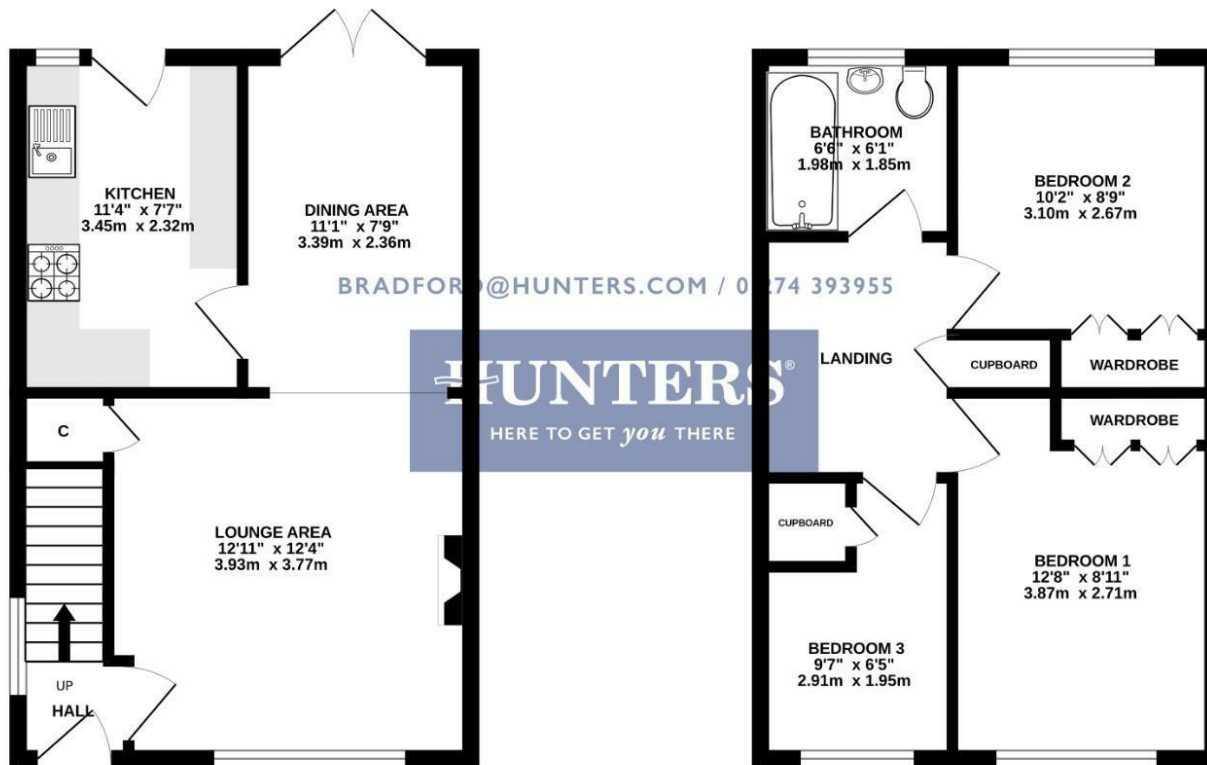 KITCHEN
11'4" x 7'7"
3.45m x 2.32m
DINING AREA
11'1" x 7'9"
3.39m x 2.36m
C
LOUNGE AREA
12'11" x 12'4"
3.93m x 3.77m
UP
HALL
BRADFORD@HUNTERS.COM / 01274 393955
HUNTERS®
HERE TO GET you THERE
BATHROOM
6'6" x 6'1"
1.98m x 1.85m
BEDROOM 2
10'2" x 8'9"
3.10m x 2.67m
LANDING
CUPBOARD
WARDROBE
WARDROBE
CUPBOARD
BEDROOM 1
12'8" x 8'11"
3.87m x 2.71m
BEDROOM 3
9'7" x 6'5"
2.91m x 1.95m